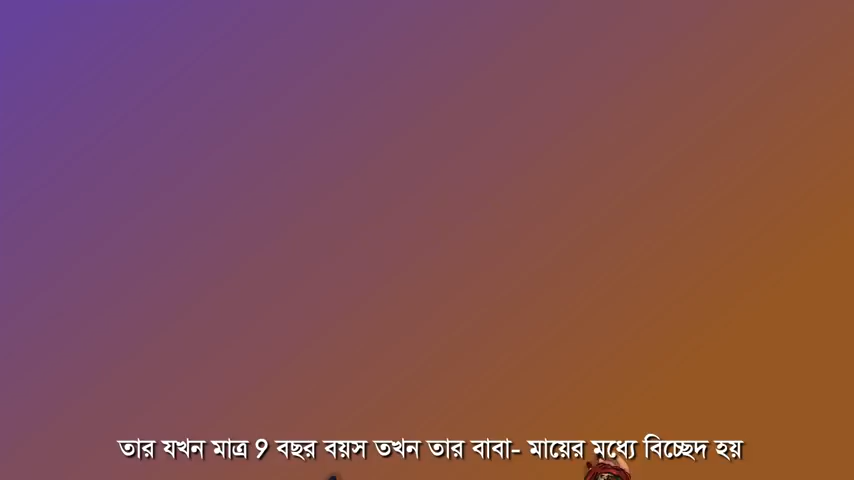 তার যখন মাত্র 9 বছর বয়স তখন তার বাবা- মায়ের মধ্যে বিচ্ছেদ হয়